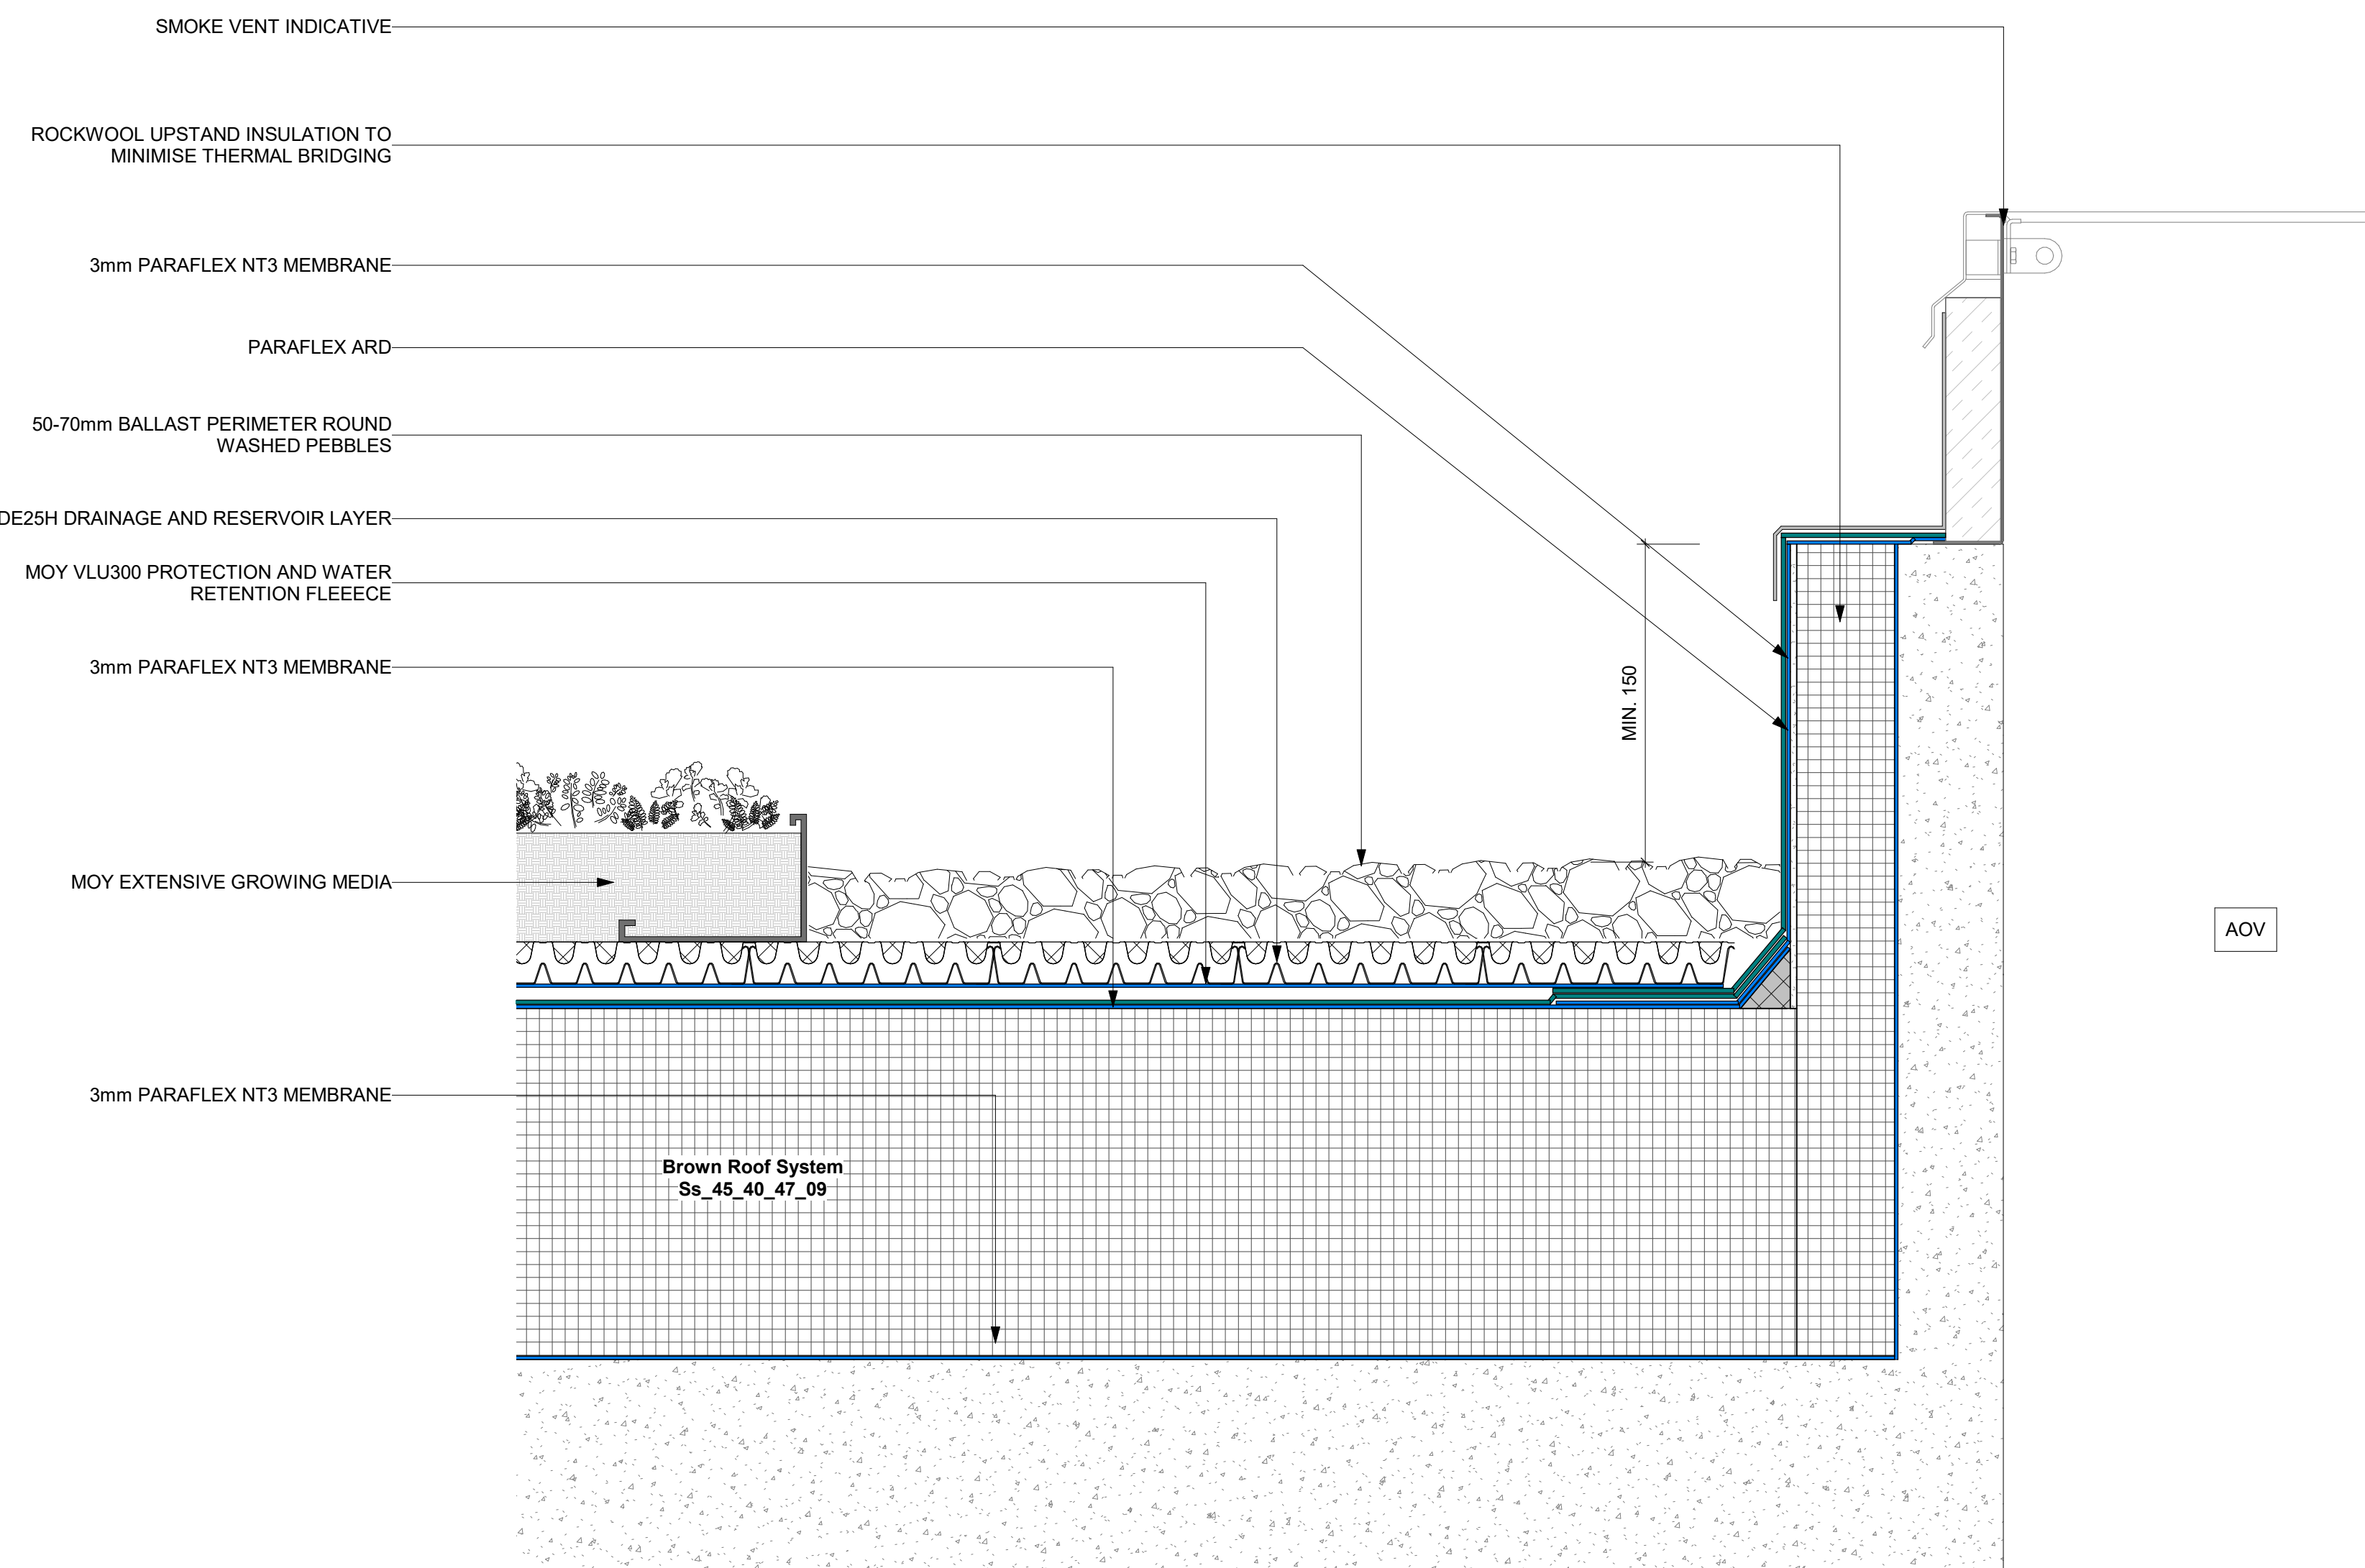 SMOKE VENT INDICATIVE
ROCKWOOL UPSTAND INSULATION TO
MINIMISE THERMAL BRIDGING
3mm PARAFLEX NT3 MEMBRANE
PARAFLEX ARD
50-70mm BALLAST PERIMETER ROUND
WASHED PEBBLES
DE25H DRAINAGE AND RESERVOIR LAYER
MOY VLU300 PROTECTION AND WATER
RETENTION FLEEECE
3mm PARAFLEX NT3 MEMBRANE
MIN. 150
MOY EXTENSIVE GROWING MEDIA
AOV
3mm PARAFLEX NT3 MEMBRANE
Brown Roof System
Ss_45_40_47_09